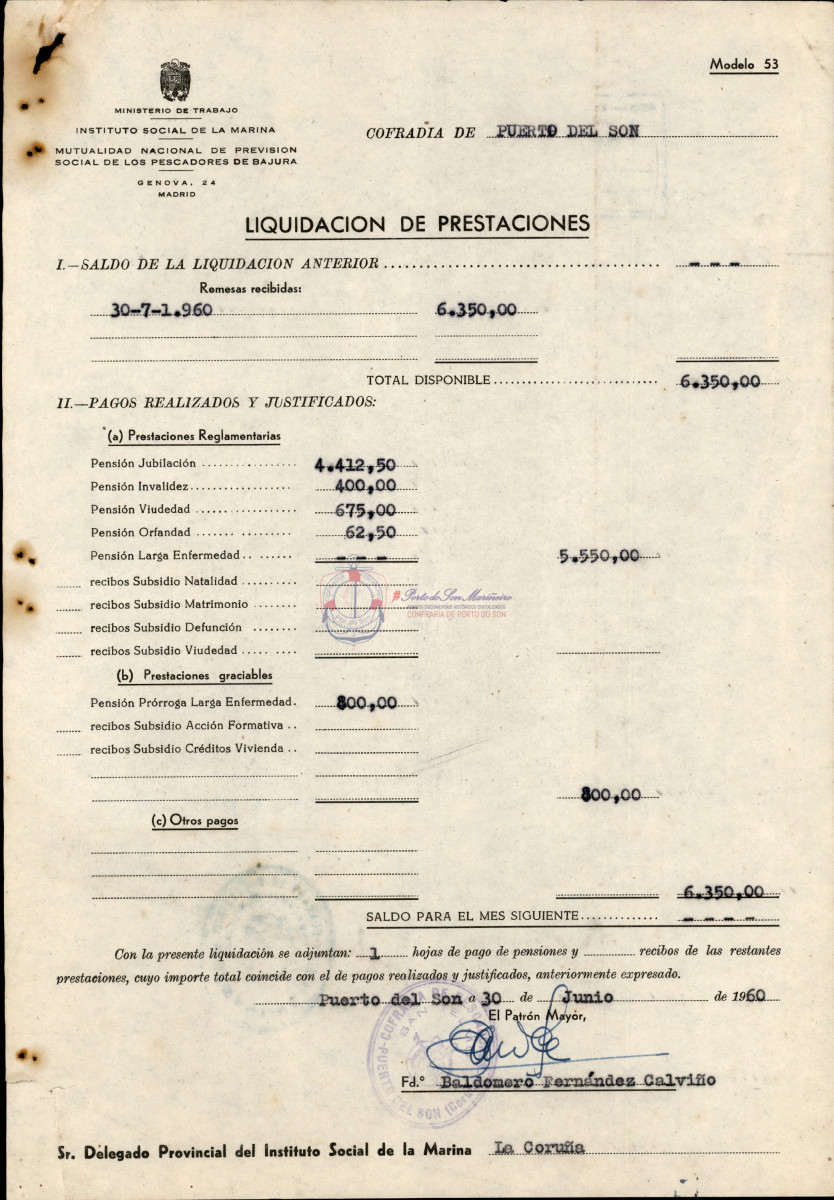 Modelo 53
MINISTERIO DE TRABAJO
INSTITUTO SOCIAL DE LA MARINA
MUTUALIDAD NACIONAL DE PREVISION
SOCIAL DE LOS PESCADORES DE BAJURA
GENOVA, 24
MADRID
COFRADIA DE PUERTO DEL SON
LIQUIDACION DE PRESTACIONES
I.—SALDO DE LA LIQUIDACION ANTERIOR ........ - - -
Remesas recibidas:
30-7-1.960 6.350,00
TOTAL DISPONIBLE ........ 6.350,00
II.—PAGOS REALIZADOS Y JUSTIFICADOS:
(a) Prestaciones Reglamentarias
Pensión Jubilación ........ 4.412,50
Pensión Invalidez ........ 400,00
Pensión Viudedad ........ 675,00
Pensión Orfandad ........ 62,50
Pensión Larga Enfermedad ........ - - - 5.550,00
recibos Subsidio Natalidad ........
recibos Subsidio Matrimonio ........
recibos Subsidio Defunción ........
recibos Subsidio Viudedad ........
#PortodoSonMariñeiro
CONFRARÍA DE PORTO DO SON
(b) Prestaciones graciables
Pensión Prórroga Larga Enfermedad. 800,00
recibos Subsidio Acción Formativa ..
recibos Subsidio Créditos Vivienda ..
800,00
(c) Otros pagos
6.350,00
SALDO PARA EL MES SIGUIENTE ........ - - - -
Con la presente liquidación se adjuntan: 1 hojas de pago de pensiones y ........ recibos de las restantes
prestaciones, cuyo importe total coincide con el de pagos realizados y justificados, anteriormente expresado.
Puerto del Son a 30 de Junio de 1960
El Patrón Mayor,
Fd.º Baldomero Fernández Calviño
Sr. Delegado Provincial del Instituto Social de la Marina La Coruña